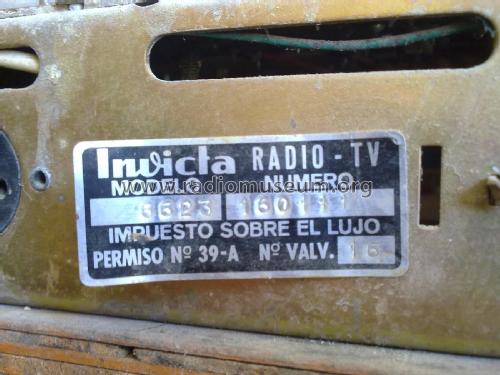 Invicta RADIO - TV
MODELO NUMERO
www.radiomuseum.org
6623 160111
IMPUESTO SOBRE EL LUJO
PERMISO Nº 39-A Nº VALV. 16